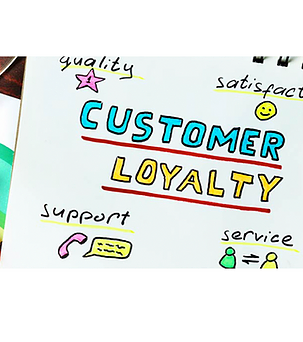 quality
satisfact
CUSTOMER
LOYALTY
support
service